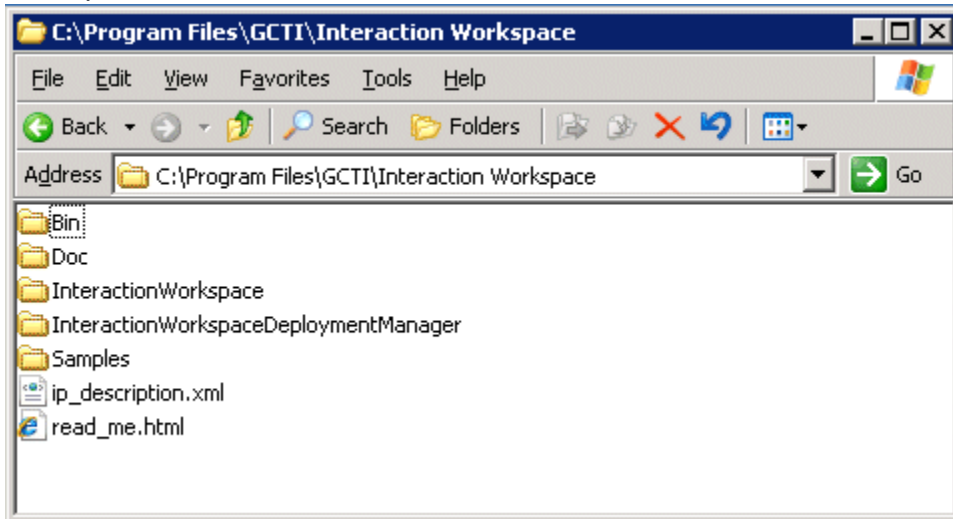 C:\Program Files\GCTI\Interaction Workspace
File Edit View Favorites Tools Help
Back Search Folders
Address C:\Program Files\GCTI\Interaction Workspace Go
Bin
Doc
InteractionWorkspace
InteractionWorkspaceDeploymentManager
Samples
ip_description.xml
read_me.html